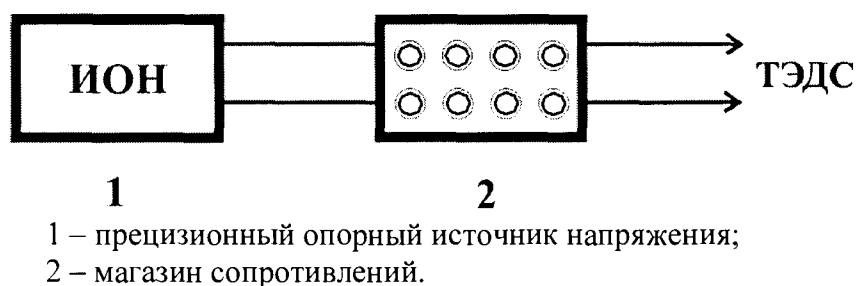 ИОН
ТЭДС
1 2
1 – прецизионный опорный источник напряжения;
2 – магазин сопротивлений.